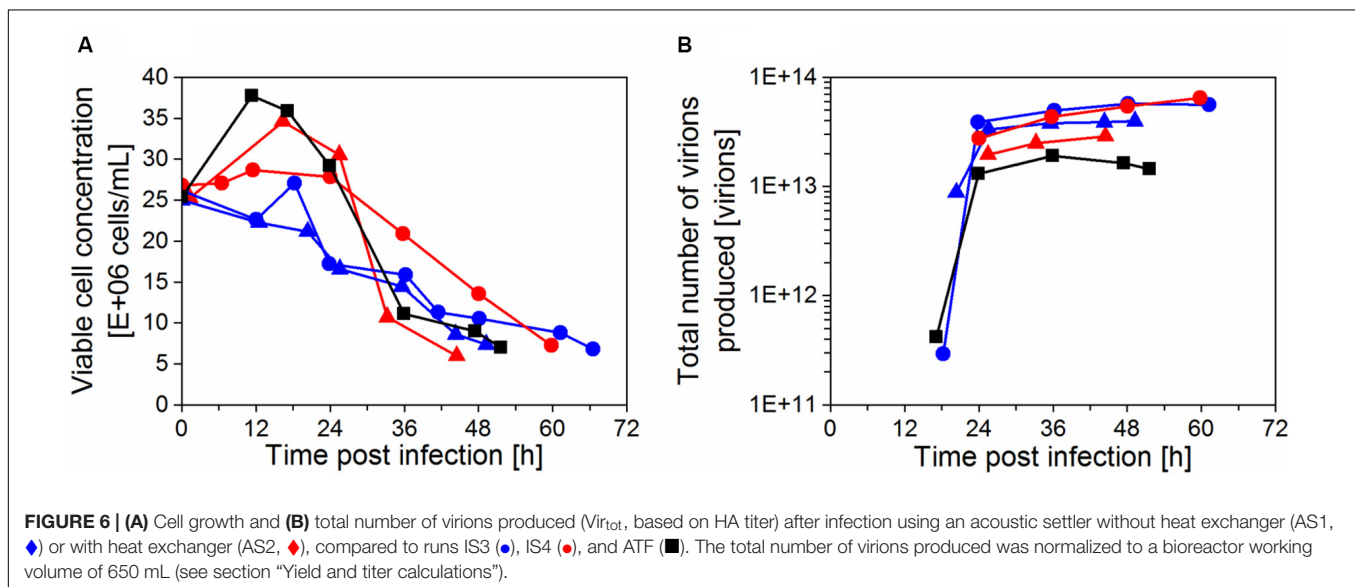 A
Viable cell concentration
[E+06 cells/mL]
40
35
30
25
20
15
10
5
0
0 12 24 36 48 60 72
Time post infection [h]
B
Total number of virions
produced [virions]
1E+14
1E+13
1E+12
1E+11
0 12 24 36 48 60 72
Time post infection [h]
FIGURE 6 | (A) Cell growth and (B) total number of virions produced (Virtot, based on HA titer) after infection using an acoustic settler without heat exchanger (AS1,
♦) or with heat exchanger (AS2, ♦), compared to runs IS3 (●), IS4 (●), and ATF (■). The total number of virions produced was normalized to a bioreactor working
volume of 650 mL (see section “Yield and titer calculations”).